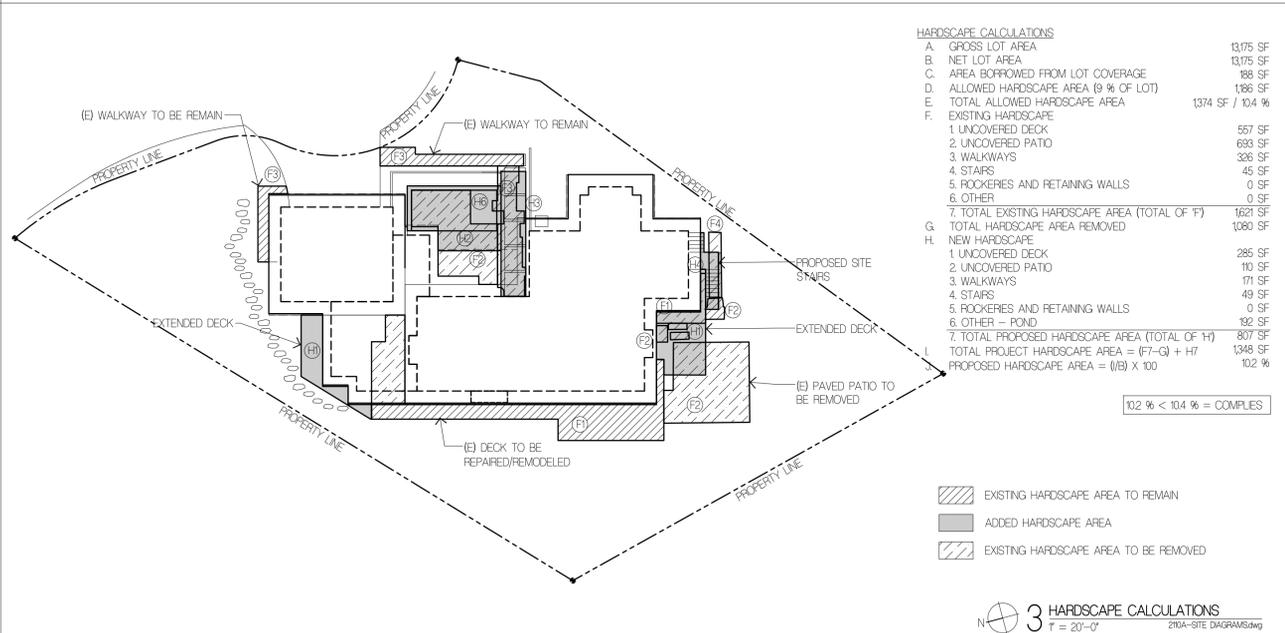 HARDSCAPE CALCULATIONS
A. GROSS LOT AREA 13,175 SF
B. NET LOT AREA 13,175 SF
C. AREA BORROWED FROM LOT COVERAGE 188 SF
D. ALLOWED HARDSCAPE AREA (9 % OF LOT) 1,186 SF
E. TOTAL ALLOWED HARDSCAPE AREA 1,374 SF / 10.4 %
F. EXISTING HARDSCAPE
1. UNCOVERED DECK 557 SF
2. UNCOVERED PATIO 693 SF
3. WALKWAYS 326 SF
4. STAIRS 45 SF
5. ROCKERIES AND RETAINING WALLS 0 SF
6. OTHER 0 SF
7. TOTAL EXISTING HARDSCAPE AREA (TOTAL OF 'F') 1,621 SF
G. TOTAL HARDSCAPE AREA REMOVED 1,080 SF
H. NEW HARDSCAPE
1. UNCOVERED DECK 285 SF
2. UNCOVERED PATIO 110 SF
3. WALKWAYS 171 SF
4. STAIRS 49 SF
5. ROCKERIES AND RETAINING WALLS 0 SF
6. OTHER - POND 192 SF
7. TOTAL PROPOSED HARDSCAPE AREA (TOTAL OF 'H') 807 SF
I. TOTAL PROJECT HARDSCAPE AREA = (F7-G) + H7 1,348 SF
J. PROPOSED HARDSCAPE AREA = (I/B) X 100 10.2 %
10.2 % < 10.4 % = COMPLIES
(E) WALKWAY TO BE REMAIN
PROPERTY LINE
PROPERTY LINE
(E) WALKWAY TO REMAIN
PROPERTY LINE
F3
F3
F3
H6
H3
H2
F2
F4
H4
PROPOSED SITE
STAIRS
F2
F1
F2
H1
EXTENDED DECK
EXTENDED DECK
H1
(E) PAVED PATIO TO
BE REMOVED
F2
F1
(E) DECK TO BE
REPAIRED/REMODELED
PROPERTY LINE
PROPERTY LINE
EXISTING HARDSCAPE AREA TO REMAIN
ADDED HARDSCAPE AREA
EXISTING HARDSCAPE AREA TO BE REMOVED
N
3 HARDSCAPE CALCULATIONS
1" = 20'-0" 2110A-SITE DIAGRAMS.dwg